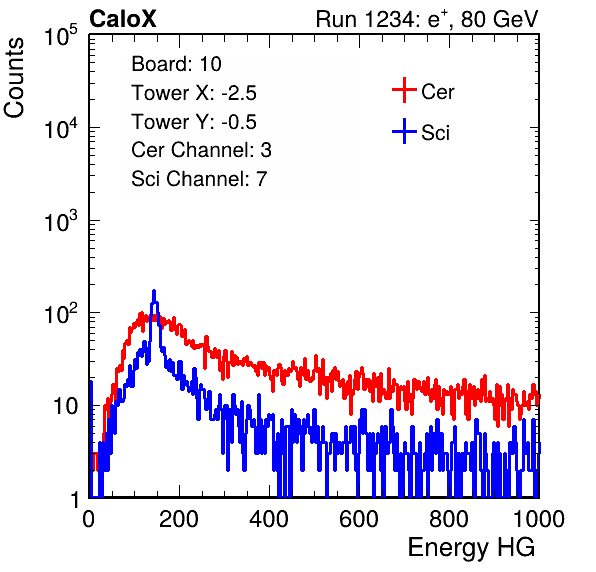 CaloX Run 1234: e⁺, 80 GeV
Counts
Board: 10
Tower X: -2.5
Tower Y: -0.5
Cer Channel: 3
Sci Channel: 7
Cer
Sci
10⁵
10⁴
10³
10²
10
1
0 200 400 600 800 1000
Energy HG